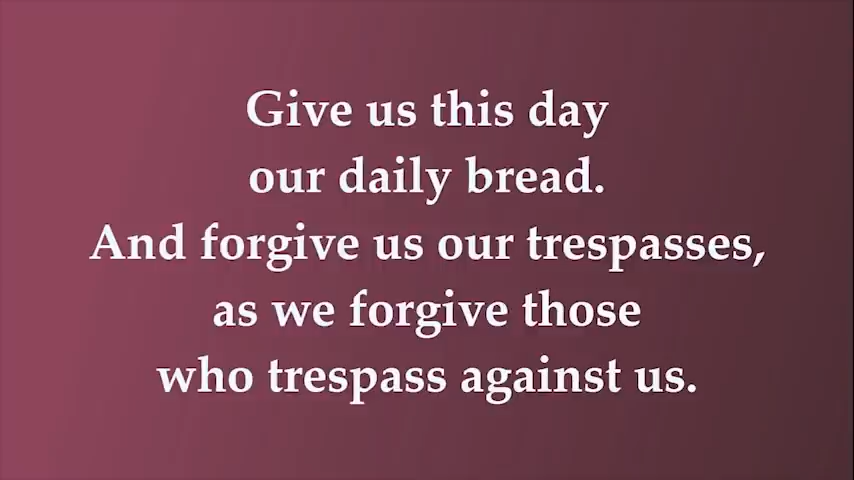 Give us this day
our daily bread.
And forgive us our trespasses,
as we forgive those
who trespass against us.